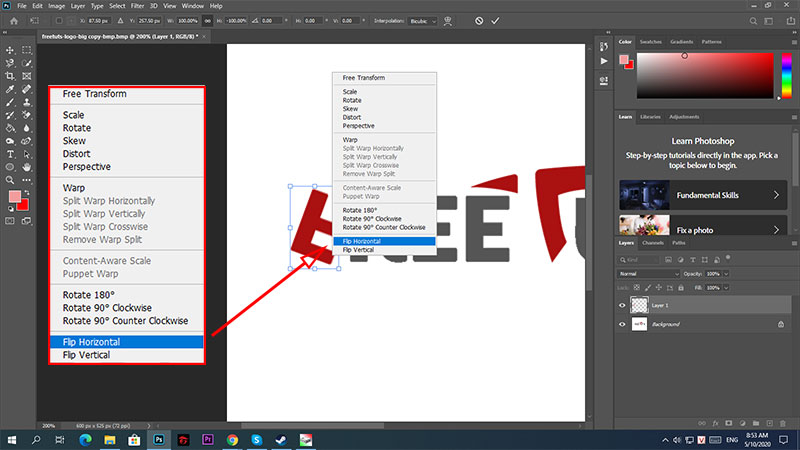 File Edit Image Layer Type Select Filter 3D View Window Help
X: 87.50 px Y: 257.50 px W: 100.00% H: -100.00% 0.00 H: 0.00 V: 0.00 Interpolation: Bicubic
freetuts-logo-big copy-bmp.bmp @ 200% (Layer 1, RGB/8) *
Free Transform
Scale
Rotate
Skew
Distort
Perspective
Warp
Split Warp Horizontally
Split Warp Vertically
Split Warp Crosswise
Remove Warp Split
Content-Aware Scale
Puppet Warp
Rotate 180°
Rotate 90° Clockwise
Rotate 90° Counter Clockwise
Flip Horizontal
Flip Vertical
Free Transform
Scale
Rotate
Skew
Distort
Perspective
Warp
Split Warp Horizontally
Split Warp Vertically
Split Warp Crosswise
Remove Warp Split
Content-Aware Scale
Puppet Warp
Rotate 180°
Rotate 90° Clockwise
Rotate 90° Counter Clockwise
Flip Horizontal
Flip Vertical
Color Swatches Gradients Patterns
Learn Libraries Adjustments
Learn Photoshop
Step-by-step tutorials directly in the app. Pick a
topic below to begin.
Fundamental Skills
Fix a photo
Layers Channels Paths
Kind
Normal Opacity: 100%
Lock: Fill: 100%
Layer 1
Background
200% 600 px x 525 px (72 ppi)
8:53 AM
5/10/2020